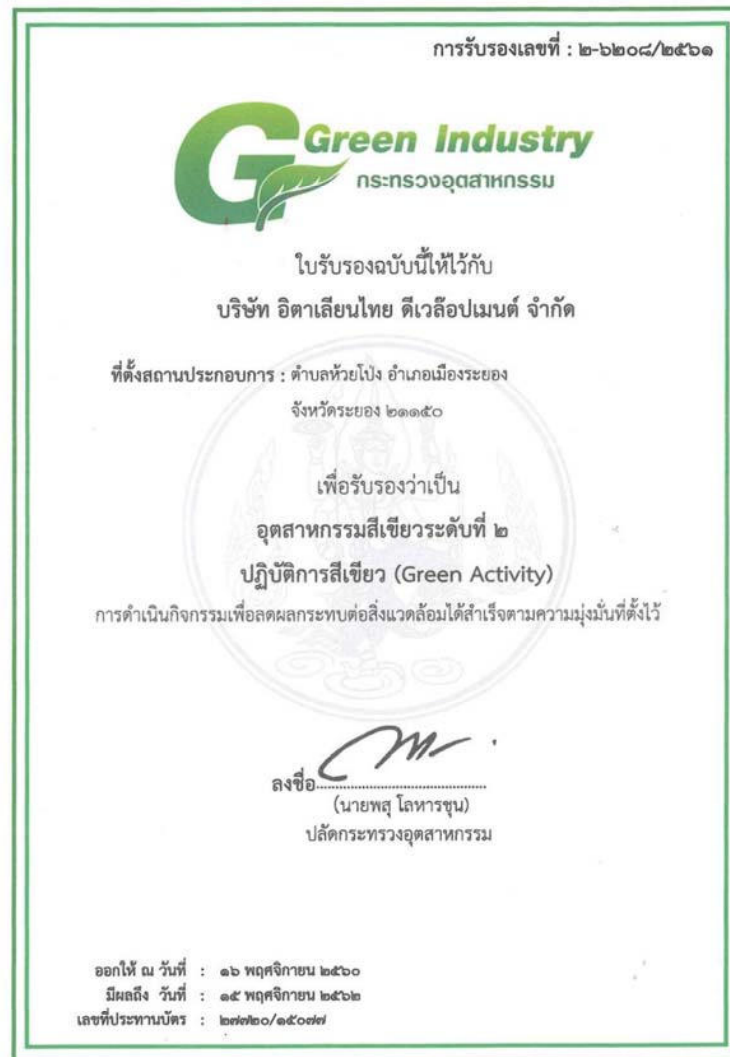 การรับรองเลขที่ : ๒-๖๒๐๘/๒๕๖๑
Green Industry
กระทรวงอุตสาหกรรม
ใบรับรองฉบับนี้ให้ไว้กับ
บริษัท อิตาเลียนไทย ดีเวล๊อปเมนต์ จำกัด
ที่ตั้งสถานประกอบการ : ตำบลห้วยโป่ง อำเภอเมืองระยอง
จังหวัดระยอง ๒๑๑๕๐
เพื่อรับรองว่าเป็น
อุตสาหกรรมสีเขียวระดับที่ ๒
ปฏิบัติการสีเขียว (Green Activity)
การดำเนินกิจกรรมเพื่อลดผลกระทบต่อสิ่งแวดล้อมได้สำเร็จตามความมุ่งมั่นที่ตั้งไว้
ลงชื่อ
(นายพสุ โลหารชุน)
ปลัดกระทรวงอุตสาหกรรม
ออกให้ ณ วันที่ : ๑๖ พฤศจิกายน ๒๕๖๐
มีผลถึง วันที่ : ๑๕ พฤศจิกายน ๒๕๖๒
เลขที่ประทานบัตร : ๒๗๗๒๐/๑๕๐๗๗